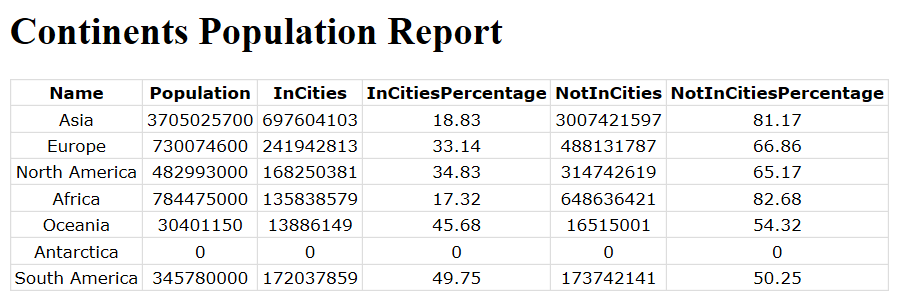 Continents Population Report
Name Population InCities InCitiesPercentage NotInCities NotInCitiesPercentage
Asia 3705025700 697604103 18.83 3007421597 81.17
Europe 730074600 241942813 33.14 488131787 66.86
North America 482993000 168250381 34.83 314742619 65.17
Africa 784475000 135838579 17.32 648636421 82.68
Oceania 30401150 13886149 45.68 16515001 54.32
Antarctica 0 0 0 0 0
South America 345780000 172037859 49.75 173742141 50.25